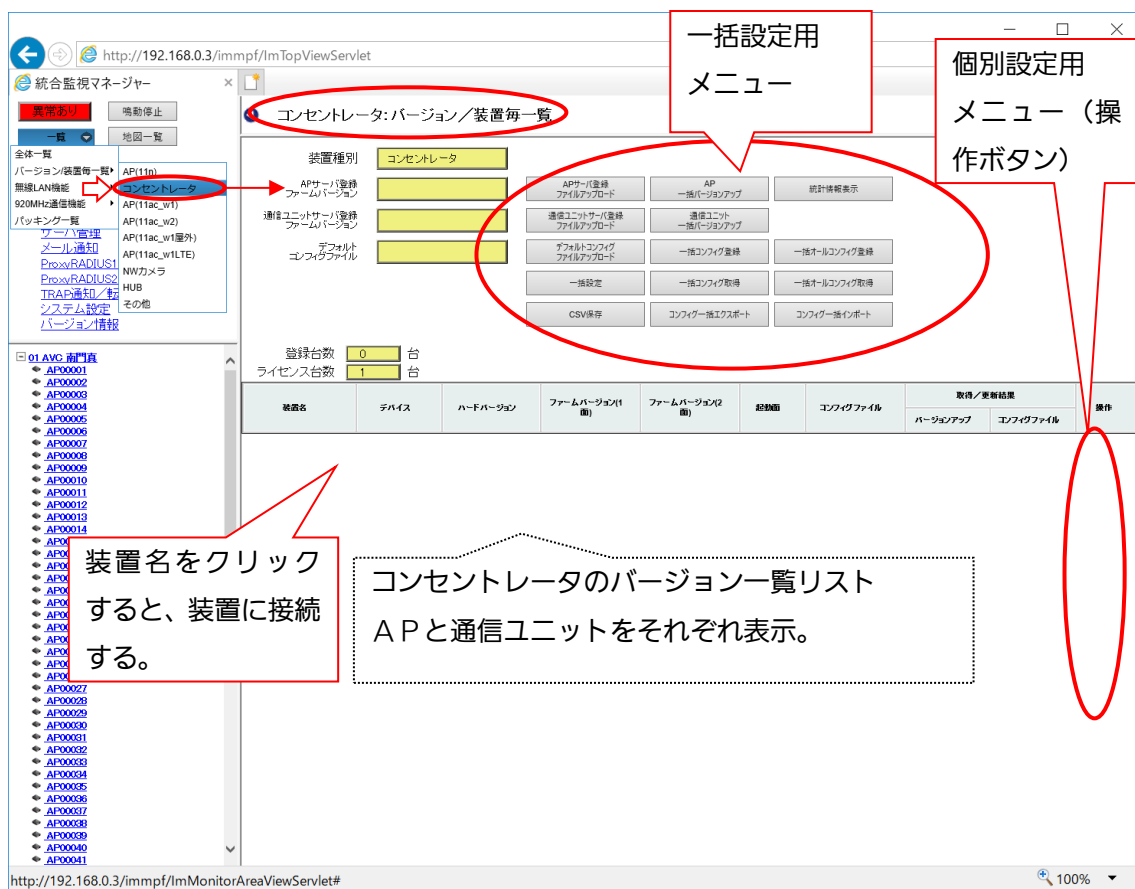 http://192.168.0.3/immpf/ImTopViewServlet
統合監視マネージャー ×
異常あり 鳴動停止
一覧 地図一覧
全体一覧
バージョン/装置毎一覧
無線LAN機能
920MHz通信機能
パッキング一覧
AP(11n)
コンセントレータ
AP(11ac_w1)
AP(11ac_w2)
AP(11ac_w1屋外)
AP(11ac_w1LTE)
NWカメラ
HUB
その他
サーバ管理
メール通知
ProxyRADIUS1
ProxyRADIUS2
TRAP通知／転
システム設定
バージョン情報
01 AVC 南門真
AP00001
AP00002
AP00003
AP00004
AP00005
AP00006
AP00007
AP00008
AP00009
AP00010
AP00011
AP00012
AP00013
AP00014
AP0
AP00
AP00
AP00
AP00
AP00
AP00
AP00
AP00
AP00
AP00
AP00
AP00027
AP00028
AP00029
AP00030
AP00031
AP00032
AP00033
AP00034
AP00035
AP00036
AP00037
AP00038
AP00039
AP00040
AP00041
コンセントレータ:バージョン／装置毎一覧
装置種別 コンセントレータ
APサーバ登録
ファームバージョン
通信ユニットサーバ登録
ファームバージョン
デフォルト
コンフィグファイル
APサーバ登録
ファイルアップロード
AP
一括バージョンアップ
統計情報表示
通信ユニットサーバ登録
ファイルアップロード
通信ユニット
一括バージョンアップ
デフォルトコンフィグ
ファイルアップロード
一括コンフィグ登録
一括オールコンフィグ登録
一括設定
一括コンフィグ取得
一括オールコンフィグ取得
CSV保存
コンフィグ一括エクスポート
コンフィグ一括インポート
登録台数 0 台
ライセンス台数 1 台
装置名 デバイス ハードバージョン ファームバージョン(1面) ファームバージョン(2面) 起動面 コンフィグファイル 取得／更新結果 操作
バージョンアップ コンフィグファイル
一括設定用
メニュー
個別設定用
メニュー（操
作ボタン）
装置名をクリック
すると、装置に接続
する。
コンセントレータのバージョン一覧リスト
ＡＰと通信ユニットをそれぞれ表示。
http://192.168.0.3/immpf/ImMonitorAreaViewServlet#
100%